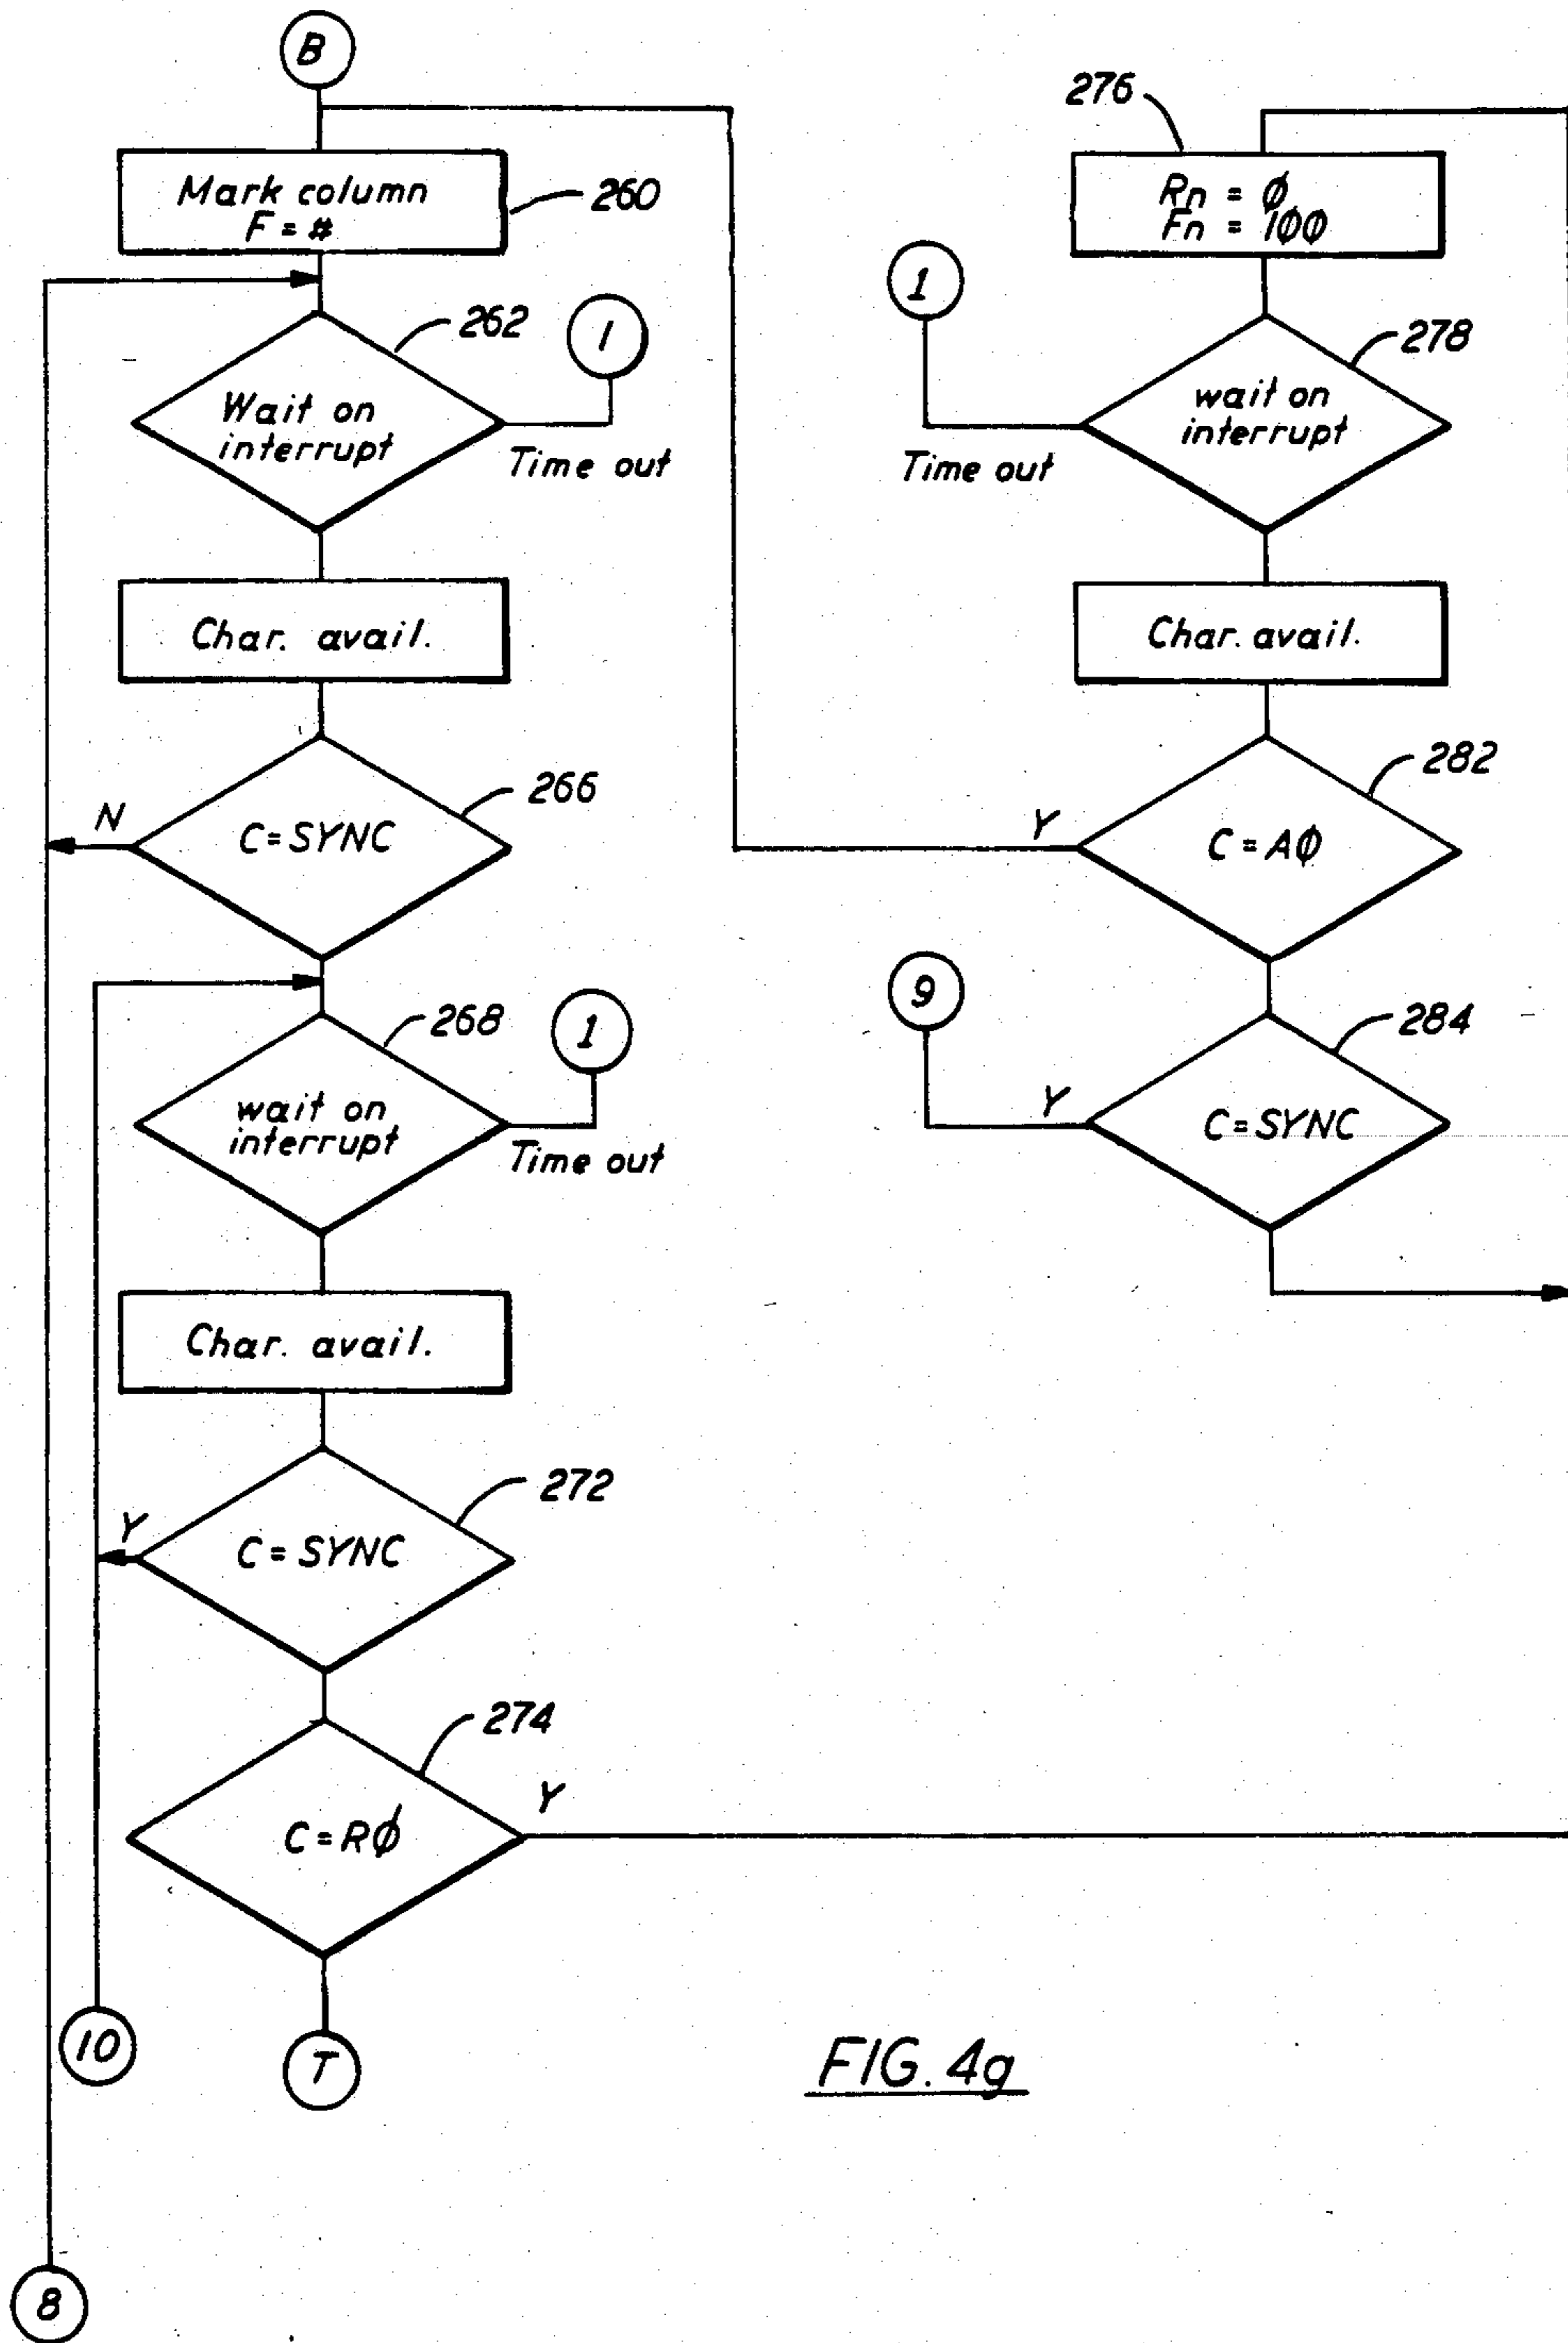 B
Mark column
F = #
260
262
1
Wait on
interrupt
Time out
Char. avail.
266
N
C = SYNC
268
1
wait on
interrupt
Time out
Char. avail.
272
Y
C = SYNC
274
Y
C = RØ
10
T
8
276
Rn = Ø
Fn = 1ØØ
1
278
wait on
interrupt
Time out
Char. avail.
282
Y
C = AØ
9
284
Y
C = SYNC
FIG. 4g